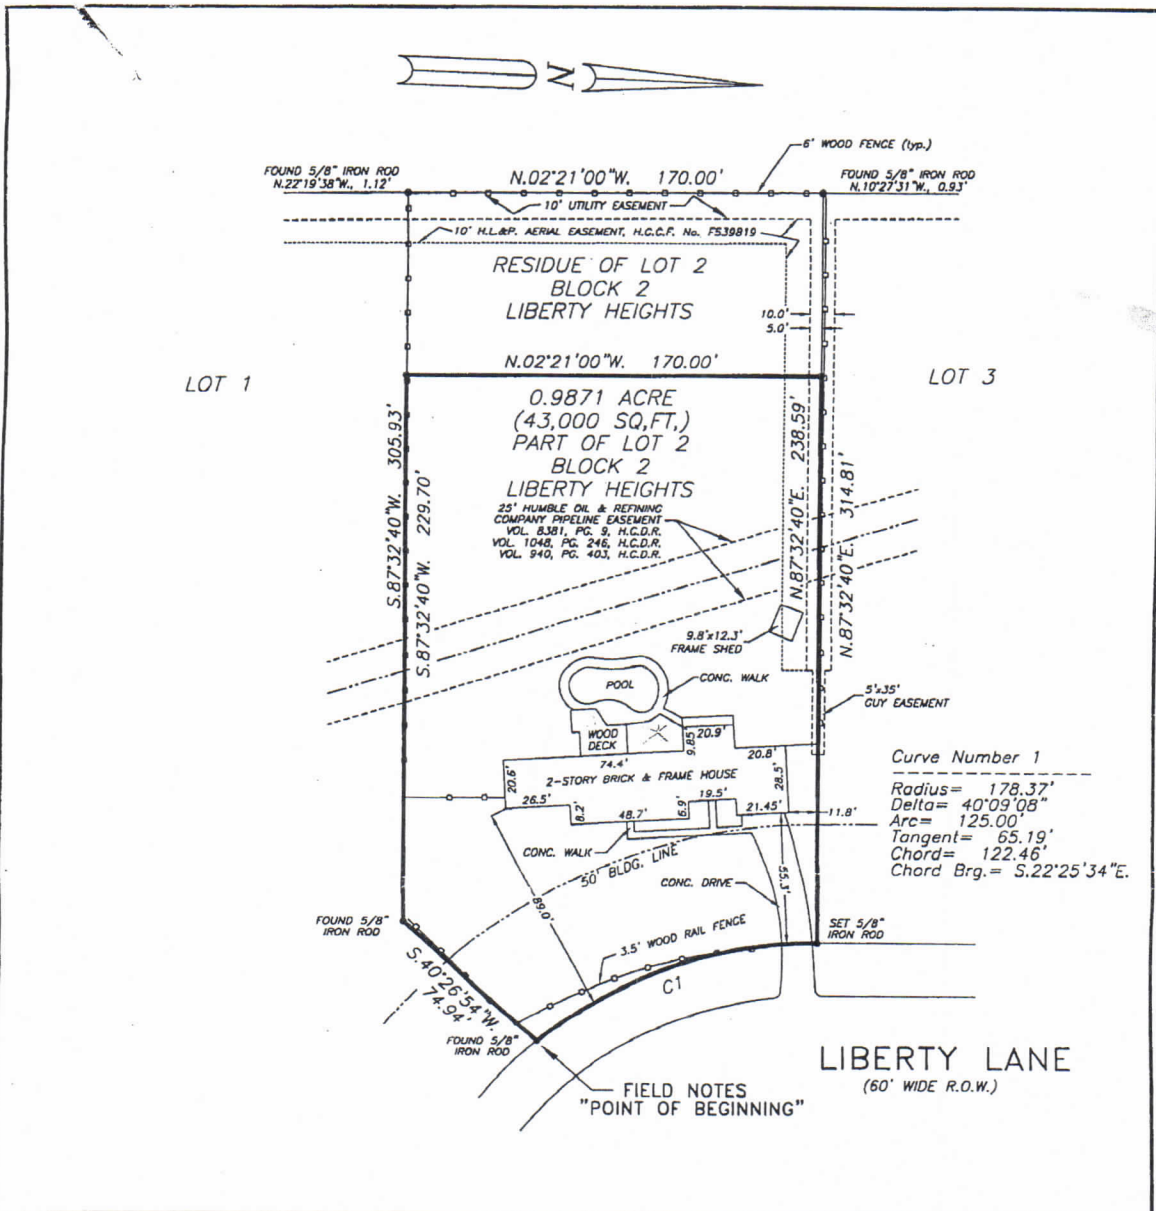 N
6' WOOD FENCE (typ.)
FOUND 5/8" IRON ROD
N.22°19'38"W., 1.12'
N.02°21'00"W. 170.00'
FOUND 5/8" IRON ROD
N.10°27'31"W., 0.93'
10' UTILITY EASEMENT
10' H.L.&P. AERIAL EASEMENT, H.C.C.F. No. F539819
RESIDUE OF LOT 2
BLOCK 2
LIBERTY HEIGHTS
10.0'
5.0'
N.02°21'00"W. 170.00'
LOT 1
LOT 3
0.9871 ACRE
(43,000 SQ,FT,)
PART OF LOT 2
BLOCK 2
LIBERTY HEIGHTS
25' HUMBLE OIL & REFINING
COMPANY PIPELINE EASEMENT
VOL. 8381, PG. 9, H.C.D.R.
VOL. 1048, PG. 246, H.C.D.R.
VOL. 940, PG. 403, H.C.D.R.
S.87°32'40"W. 305.93'
S.87°32'40"W. 229.70'
N.87°32'40"E. 238.59'
N.87°32'40"E. 314.81'
9.8'x12.3'
FRAME SHED
POOL
CONC. WALK
5'x35'
GUY EASEMENT
WOOD
DECK
9.85'
20.9'
74.4'
20.8'
20.6'
2-STORY BRICK & FRAME HOUSE
28.5'
26.5'
8.2'
48.7'
6.9'
19.5'
21.45'
11.8'
Curve Number 1
Radius= 178.37'
Delta= 40°09'08"
Arc= 125.00'
Tangent= 65.19'
Chord= 122.46'
Chord Brg.= S.22°25'34"E.
CONC. WALK
50' BLDG. LINE
CONC. DRIVE
55.3'
89.0'
3.5' WOOD RAIL FENCE
FOUND 5/8"
IRON ROD
SET 5/8"
IRON ROD
S.40°26'54"W.
74.94'
C1
FOUND 5/8"
IRON ROD
LIBERTY LANE
(60' WIDE R.O.W.)
FIELD NOTES
"POINT OF BEGINNING"